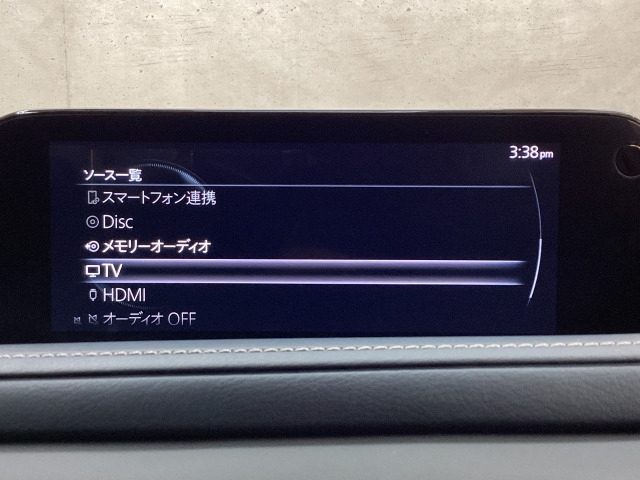 3:38pm
ソース一覧
スマートフォン連携
Disc
メモリーオーディオ
TV
HDMI
オーディオ OFF